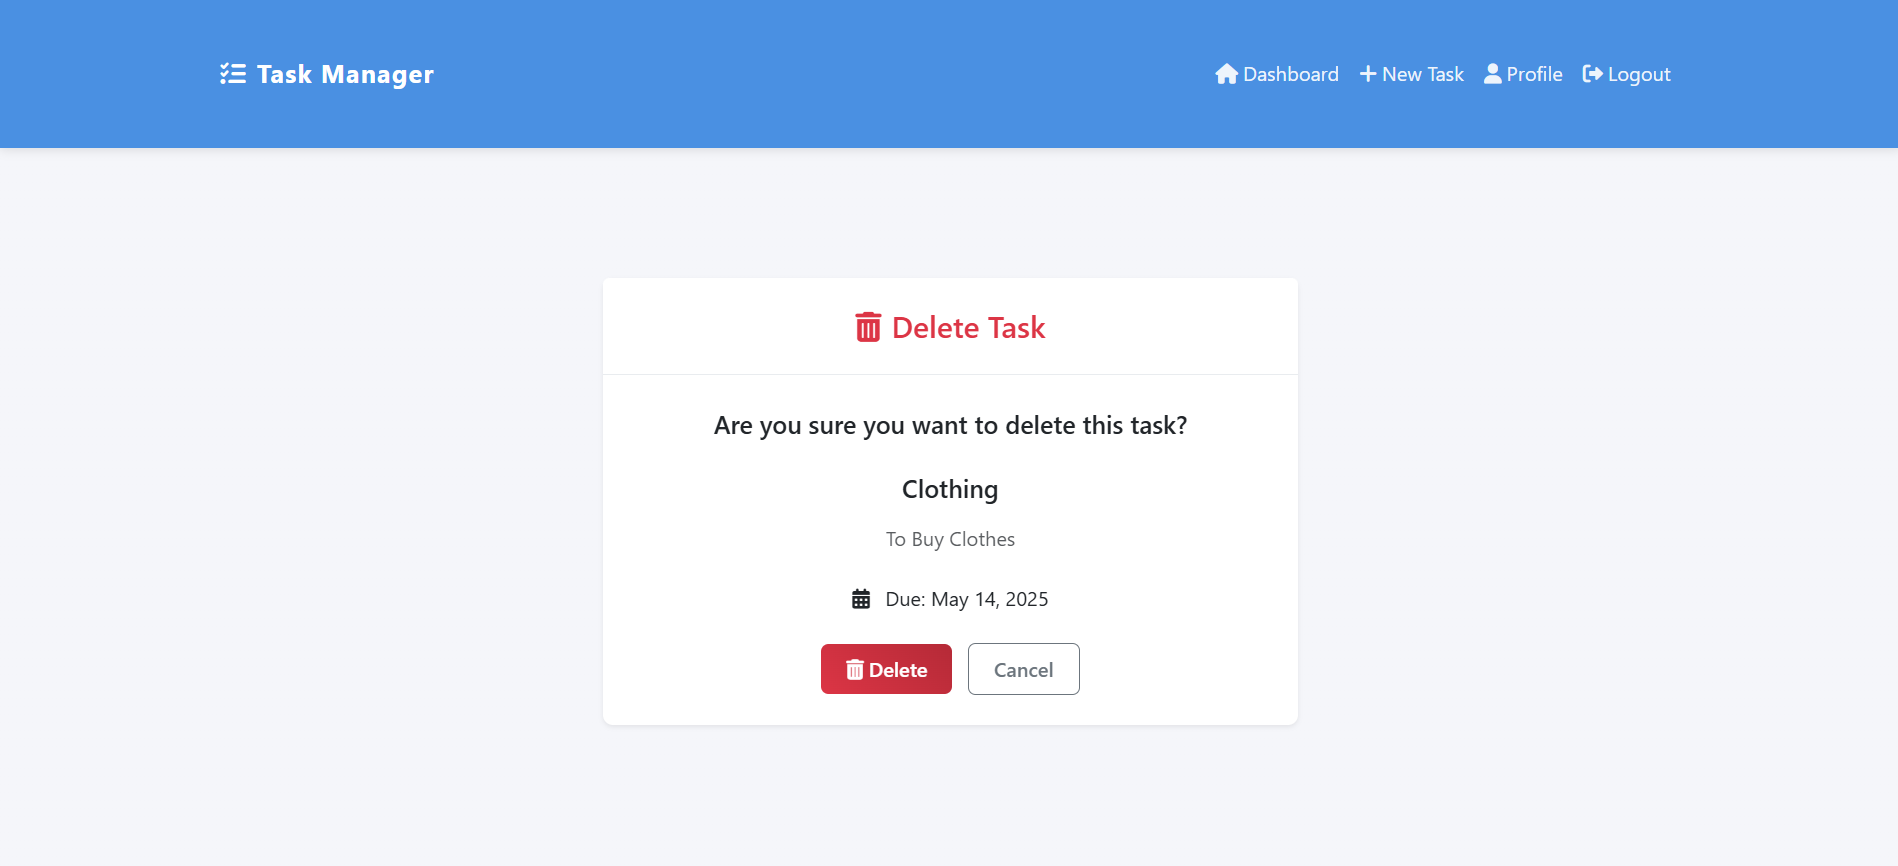 Task Manager
Dashboard New Task Profile Logout
Delete Task
Are you sure you want to delete this task?
Clothing
To Buy Clothes
Due: May 14, 2025
Delete Cancel